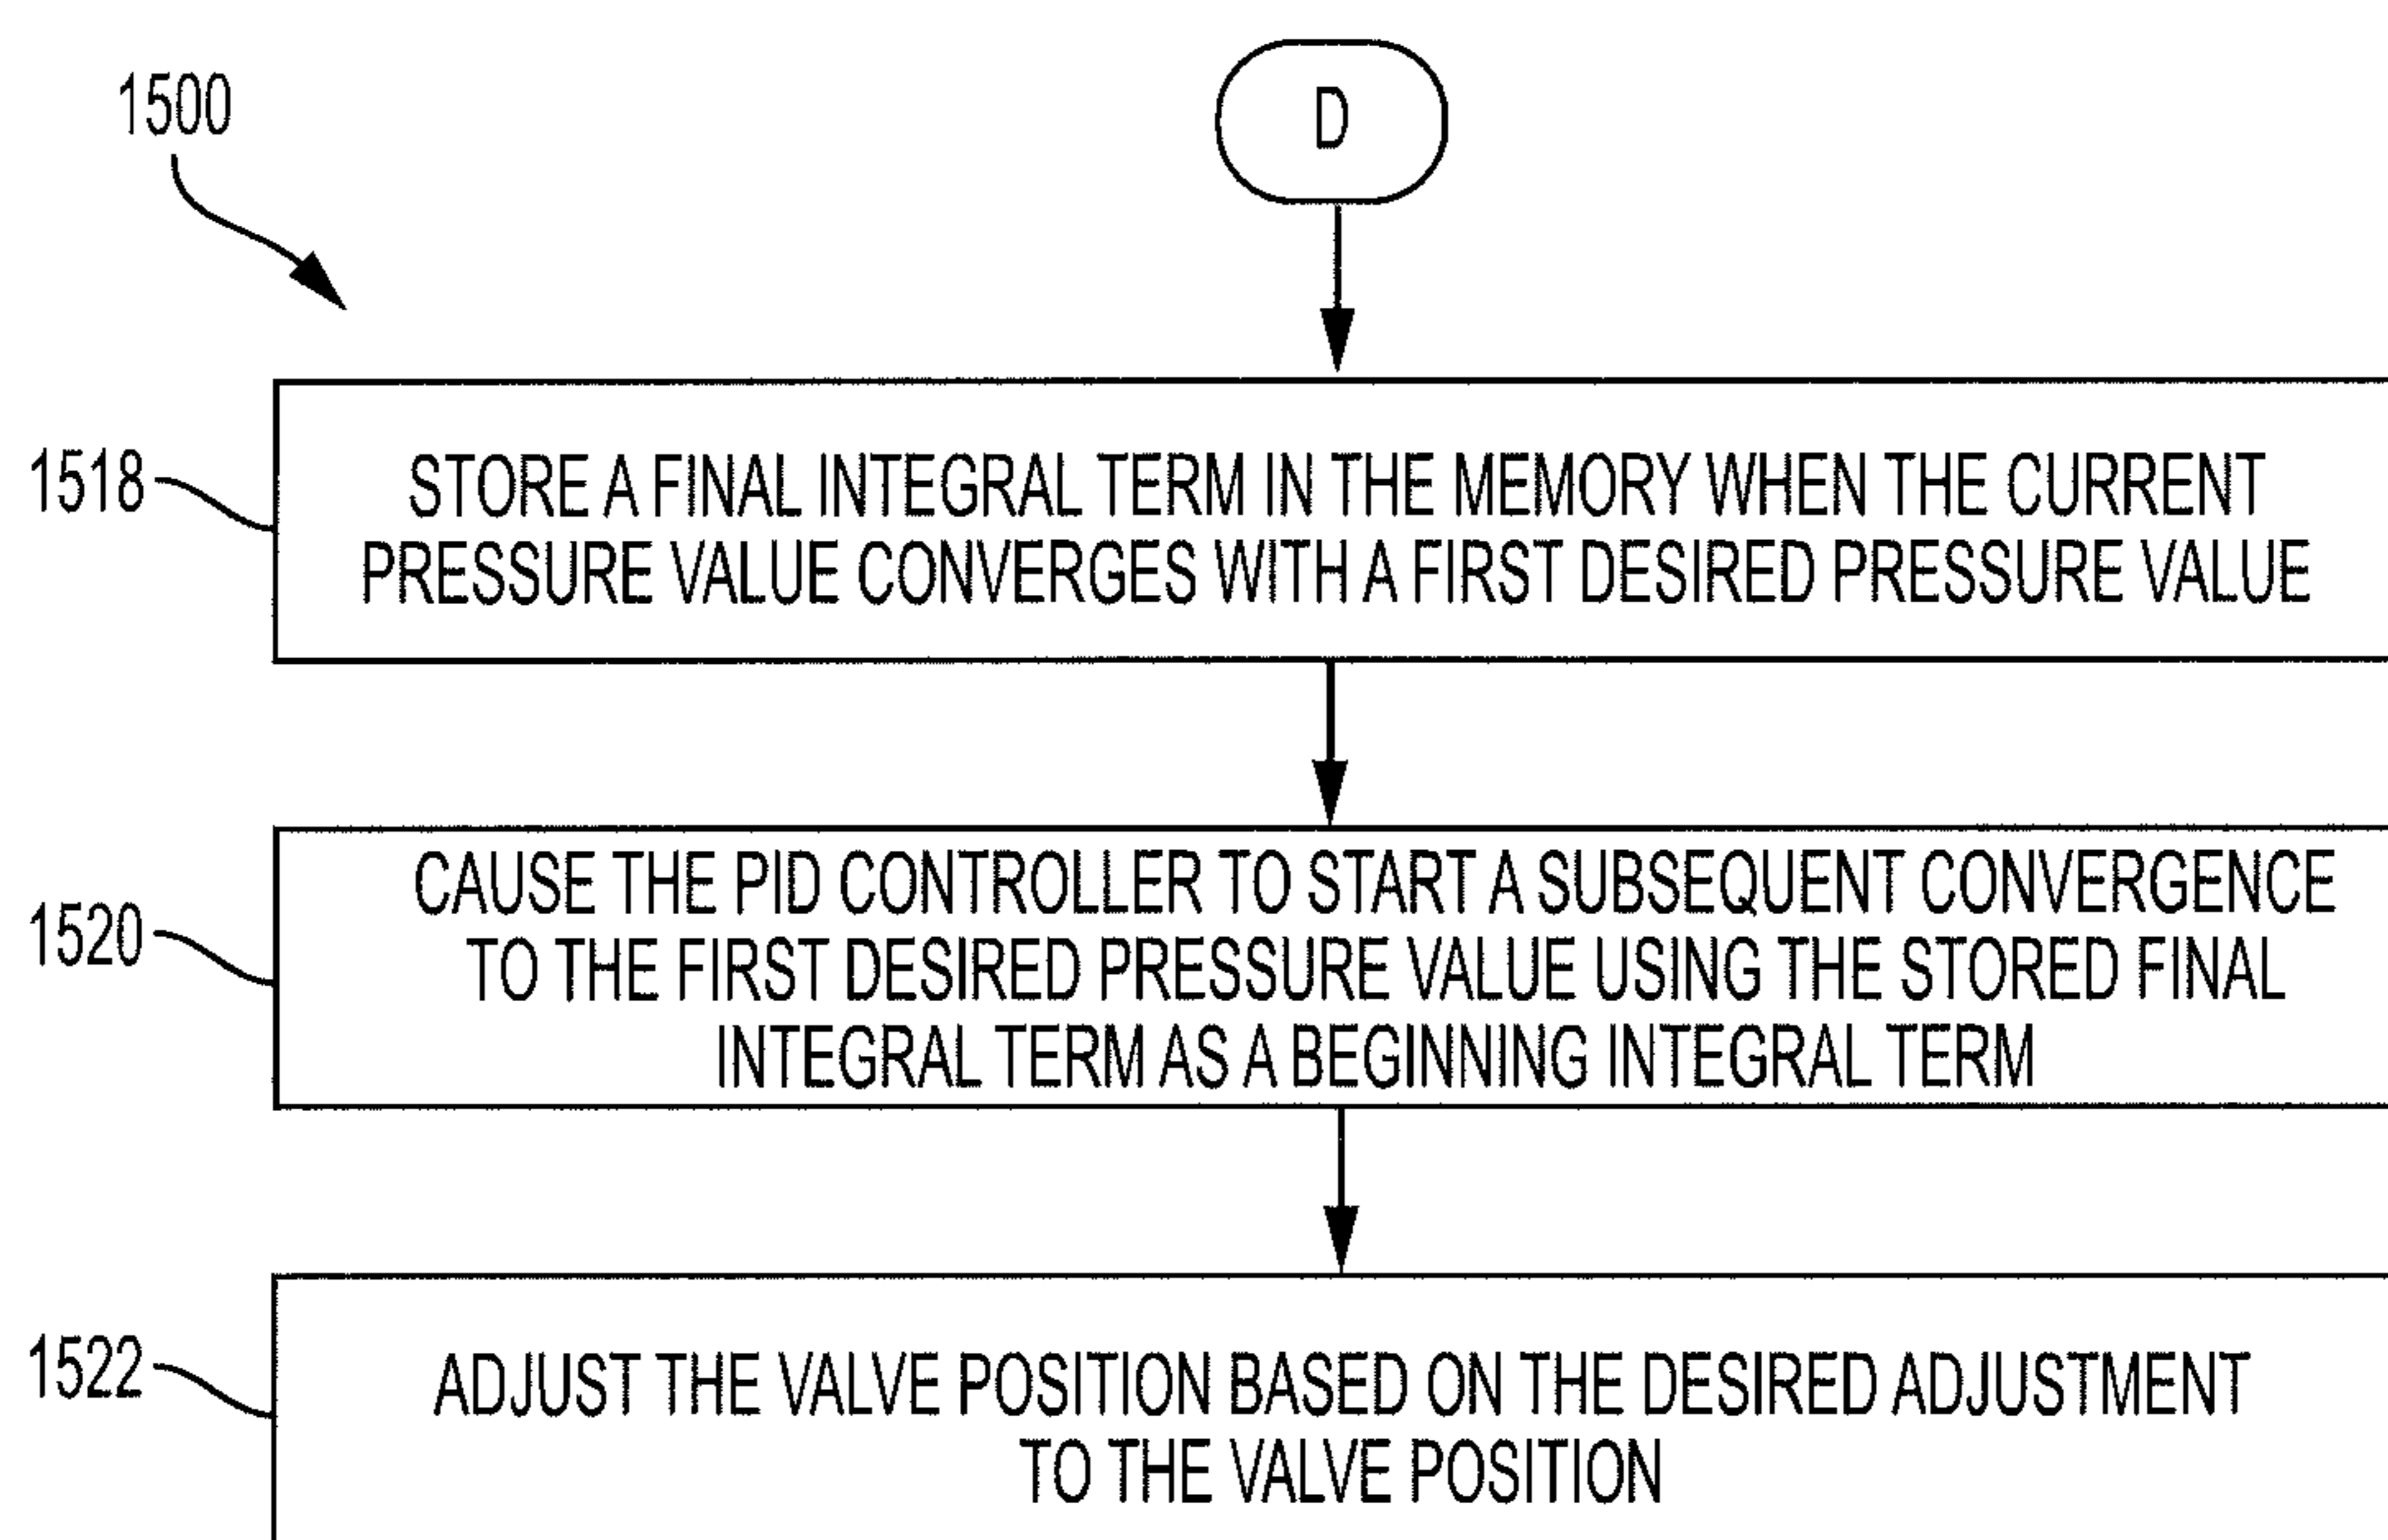 1500
D
1518
STORE A FINAL INTEGRAL TERM IN THE MEMORY WHEN THE CURRENT
PRESSURE VALUE CONVERGES WITH A FIRST DESIRED PRESSURE VALUE
1520
CAUSE THE PID CONTROLLER TO START A SUBSEQUENT CONVERGENCE
TO THE FIRST DESIRED PRESSURE VALUE USING THE STORED FINAL
INTEGRAL TERM AS A BEGINNING INTEGRAL TERM
1522
ADJUST THE VALVE POSITION BASED ON THE DESIRED ADJUSTMENT
TO THE VALVE POSITION